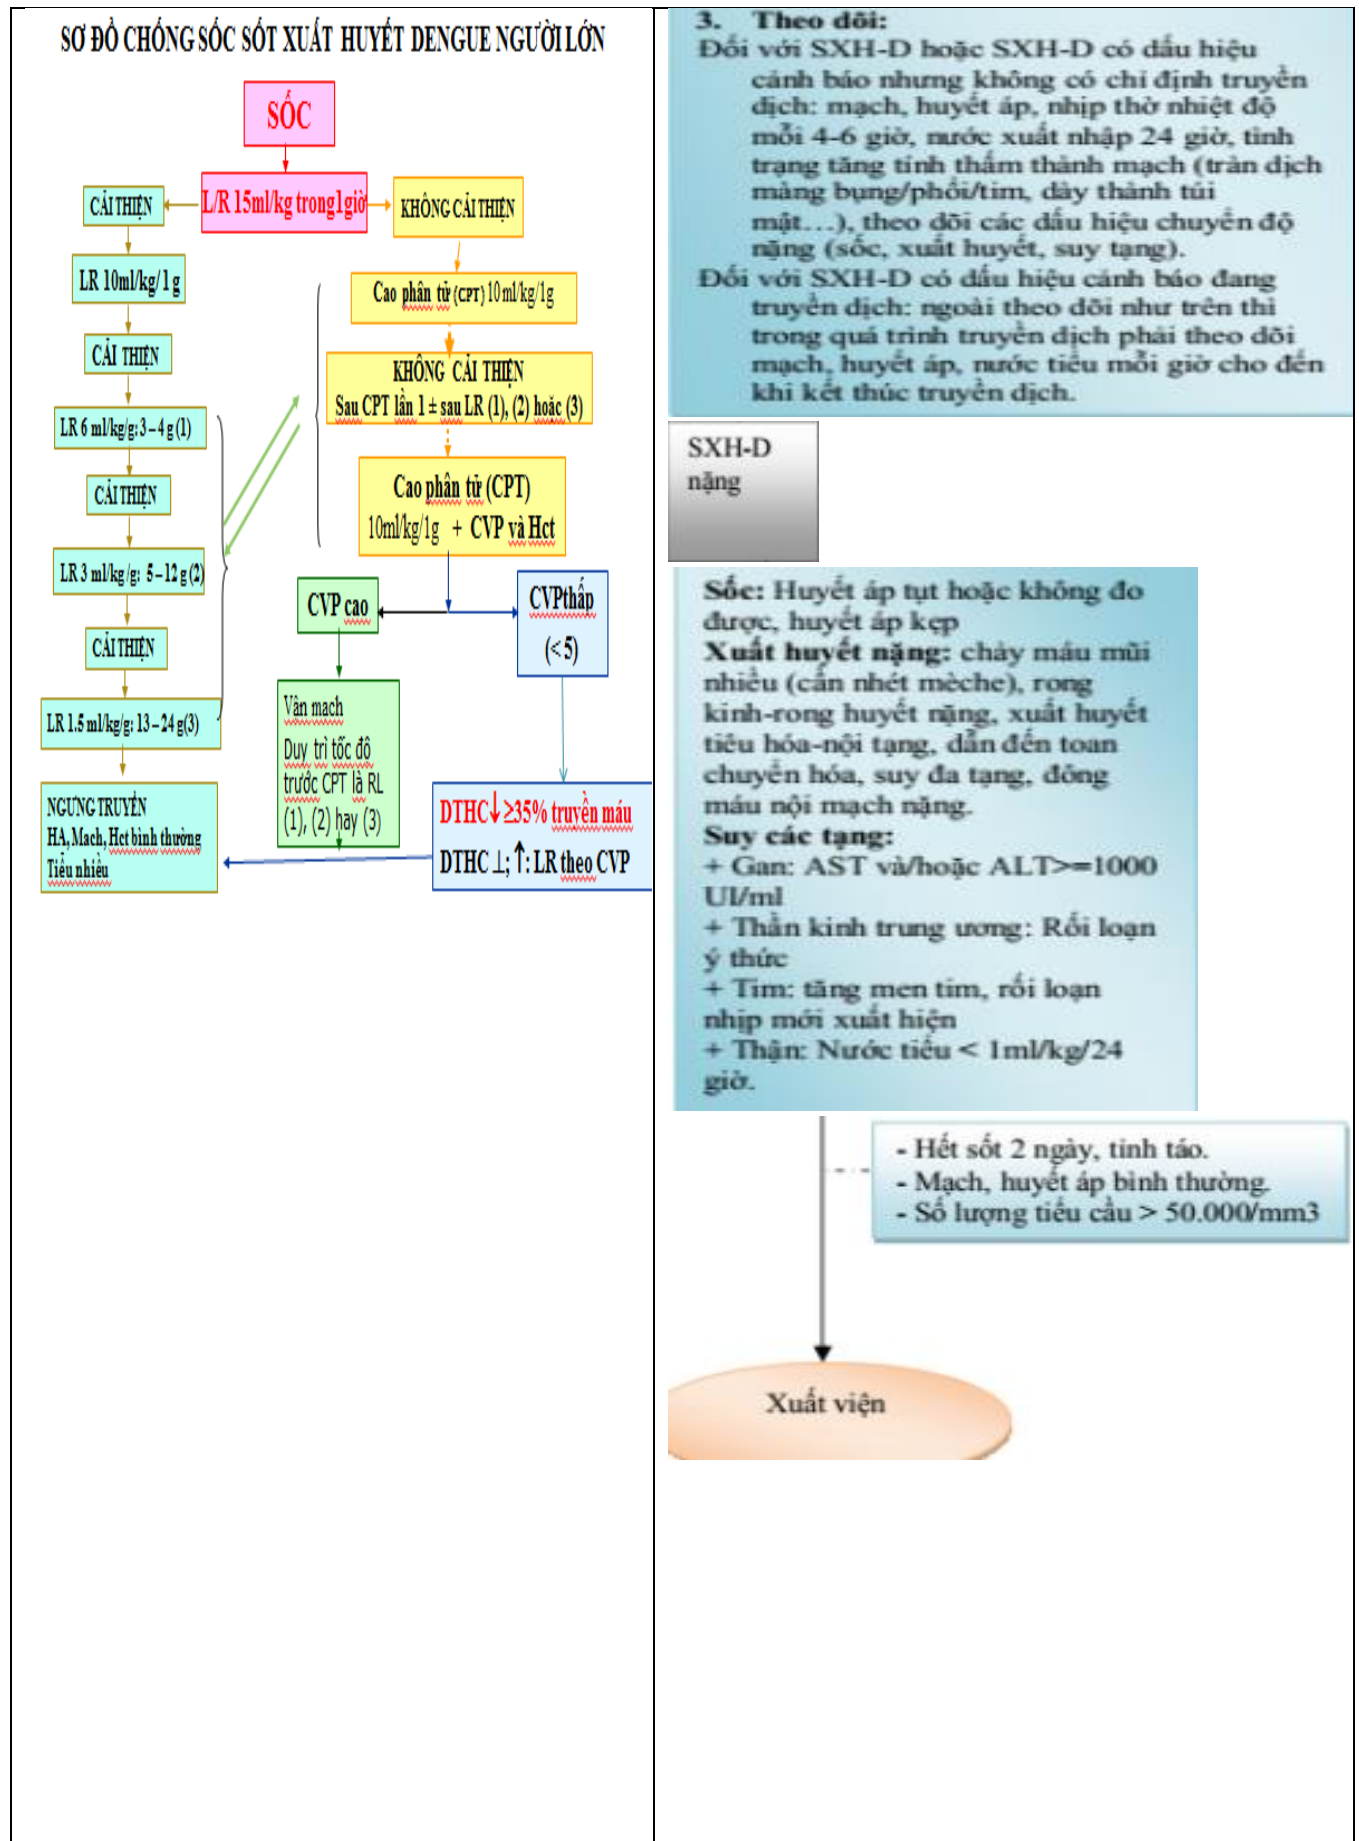 SƠ ĐỒ CHỐNG SỐC SỐT XUẤT HUYẾT DENGUE NGƯỜI LỚN
SỐC
L/R 15ml/kg trong1giờ
CẢI THIỆN
KHÔNG CẢI THIỆN
LR 10ml/kg/ 1 g
CẢI THIỆN
LR 6 ml/kg/g: 3 – 4 g (1)
CẢI THIỆN
LR 3 ml/kg /g: 5 – 12 g (2)
CẢI THIỆN
LR 1.5 ml/kg/g: 13 – 24 g(3)
NGƯNG TRUYỀN
HA, Mạch, Hct bình thường
Tiểu nhiều
Cao phân tử (CPT) 10 ml/kg/1g
KHÔNG CẢI THIỆN
Sau CPT lần 1 ± sau LR (1), (2) hoặc (3)
Cao phân tử (CPT)
10ml/kg/1g + CVP và Hct
CVP cao
CVPthấp
(< 5)
Vận mạch
Duy trì tốc độ
trước CPT là RL
(1), (2) hay (3)
DTHC↓ ≥35% truyền máu
DTHC ⊥; ↑: LR theo CVP
3. Theo dõi:
Đối với SXH-D hoặc SXH-D có dấu hiệu
cảnh báo nhưng không có chỉ định truyền
dịch: mạch, huyết áp, nhịp thở nhiệt độ
mỗi 4-6 giờ, nước xuất nhập 24 giờ, tình
trạng tăng tính thấm thành mạch (tràn dịch
màng bụng/phổi/tim, dày thành túi
mật...), theo dõi các dấu hiệu chuyển độ
nặng (sốc, xuất huyết, suy tạng).
Đối với SXH-D có dấu hiệu cảnh báo đang
truyền dịch: ngoài theo dõi như trên thì
trong quá trình truyền dịch phải theo dõi
mạch, huyết áp, nước tiểu mỗi giờ cho đến
khi kết thúc truyền dịch.
SXH-D
nặng
Sốc: Huyết áp tụt hoặc không đo
được, huyết áp kẹp
Xuất huyết nặng: chảy máu mũi
nhiều (cần nhét mèche), rong
kinh-rong huyết nặng, xuất huyết
tiêu hóa-nội tạng, dẫn đến toan
chuyển hóa, suy đa tạng, đông
máu nội mạch nặng.
Suy các tạng:
+ Gan: AST và/hoặc ALT>=1000
UI/ml
+ Thần kinh trung ương: Rối loạn
ý thức
+ Tim: tăng men tim, rối loạn
nhịp mới xuất hiện
+ Thận: Nước tiểu < 1ml/kg/24
giờ.
- Hết sốt 2 ngày, tỉnh táo.
- Mạch, huyết áp bình thường.
- Số lượng tiểu cầu > 50.000/mm3
Xuất viện